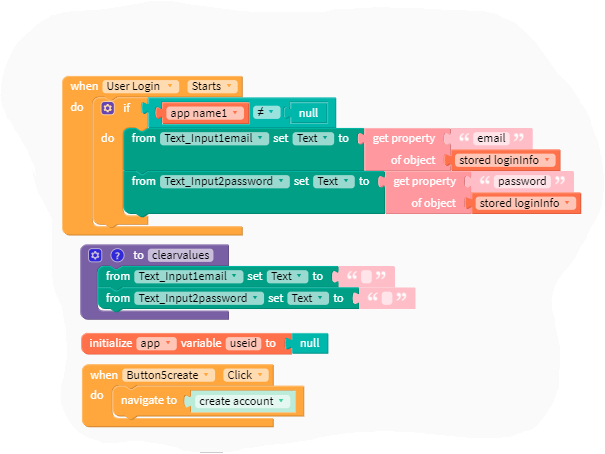 when User Login Starts
do if app name1 ≠ null
do from Text_Input1email set Text to get property “ email ”
of object stored loginInfo
from Text_Input2password set Text to get property “ password ”
of object stored loginInfo
? to clearvalues
from Text_Input1email set Text to “ ”
from Text_Input2password set Text to “ ”
initialize app variable useid to null
when Button5create Click
do navigate to create account